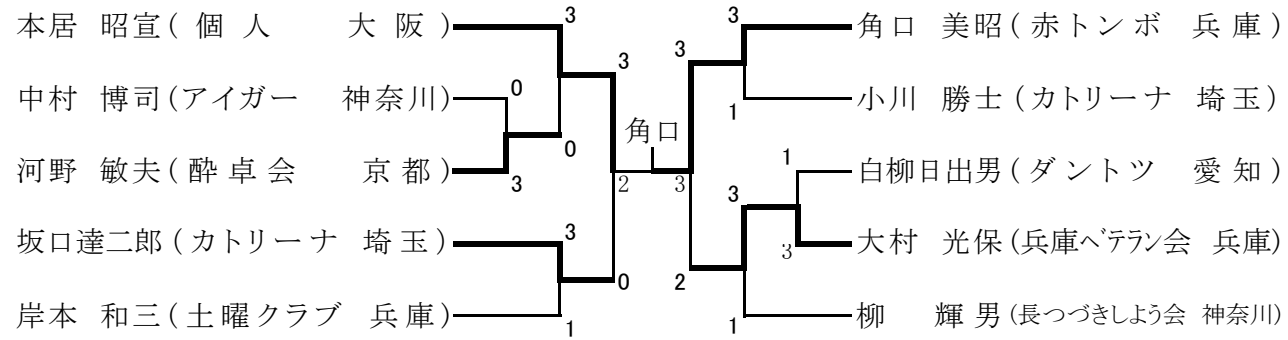 本居 昭宣(個人 大阪)
中村 博司(アイガー 神奈川)
河野 敏夫(酔卓会 京都)
坂口達二郎(カトリーナ 埼玉)
岸本 和三(土曜クラブ 兵庫)
3
0
3
0
3
3
1
0
2
角口
3
3
3
1
2
3
1
3
1
角口 美昭(赤トンボ 兵庫)
小川 勝士(カトリーナ 埼玉)
白柳日出男(ダントツ 愛知)
大村 光保(兵庫ベテラン会 兵庫)
柳 輝男(長つづきしよう会 神奈川)